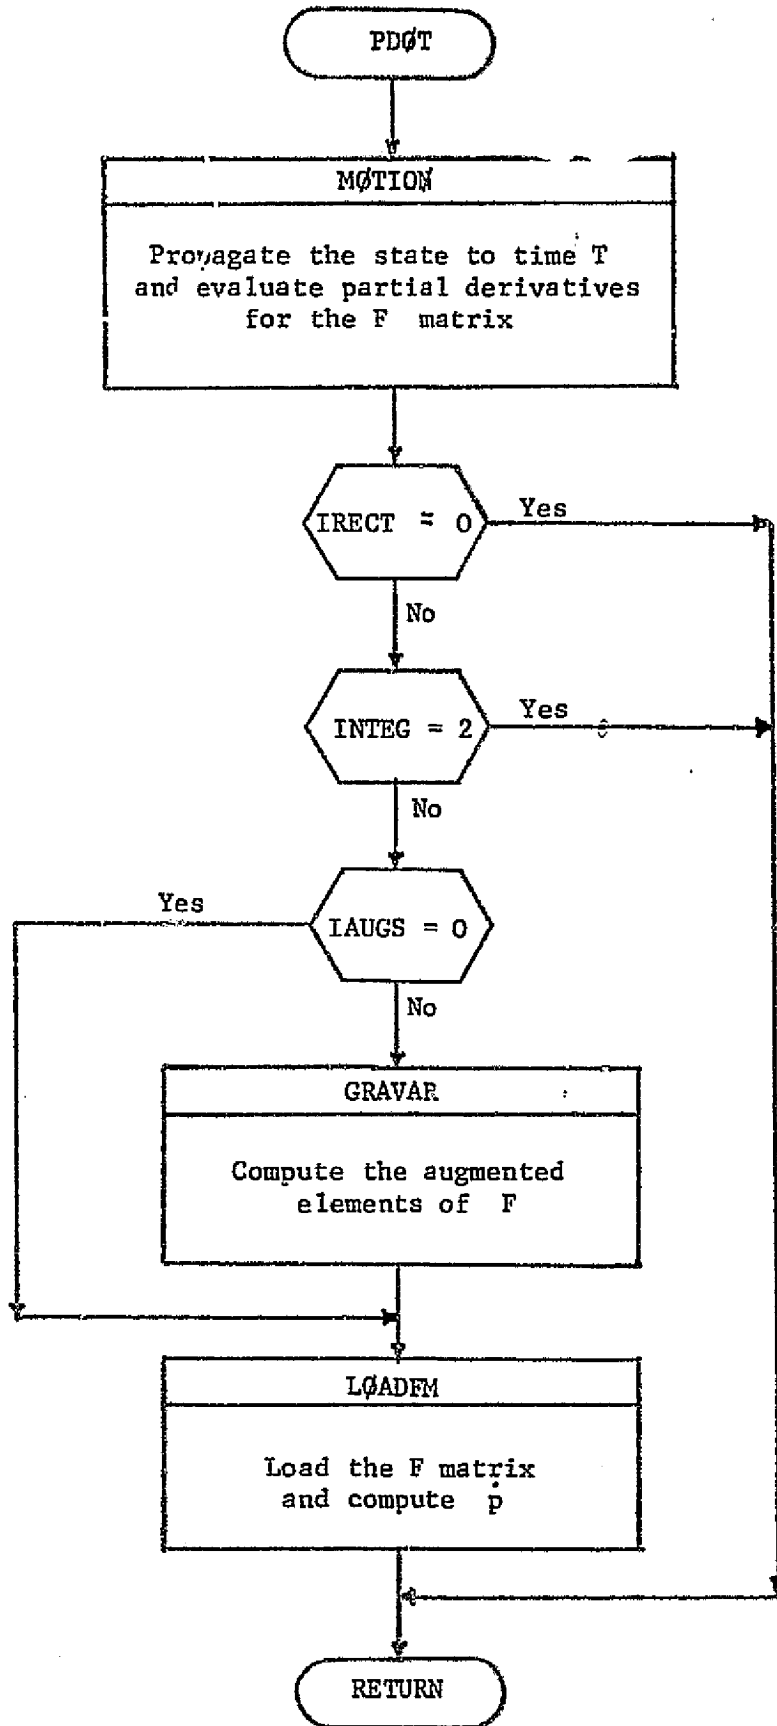 PDØT
MØTION
Propagate the state to time T
and evaluate partial derivatives
for the F matrix
IRECT = 0
Yes
No
INTEG = 2
Yes
No
IAUGS = 0
Yes
No
GRAVAR
Compute the augmented
elements of F
LØADFM
Load the F matrix
and compute ṗ
RETURN